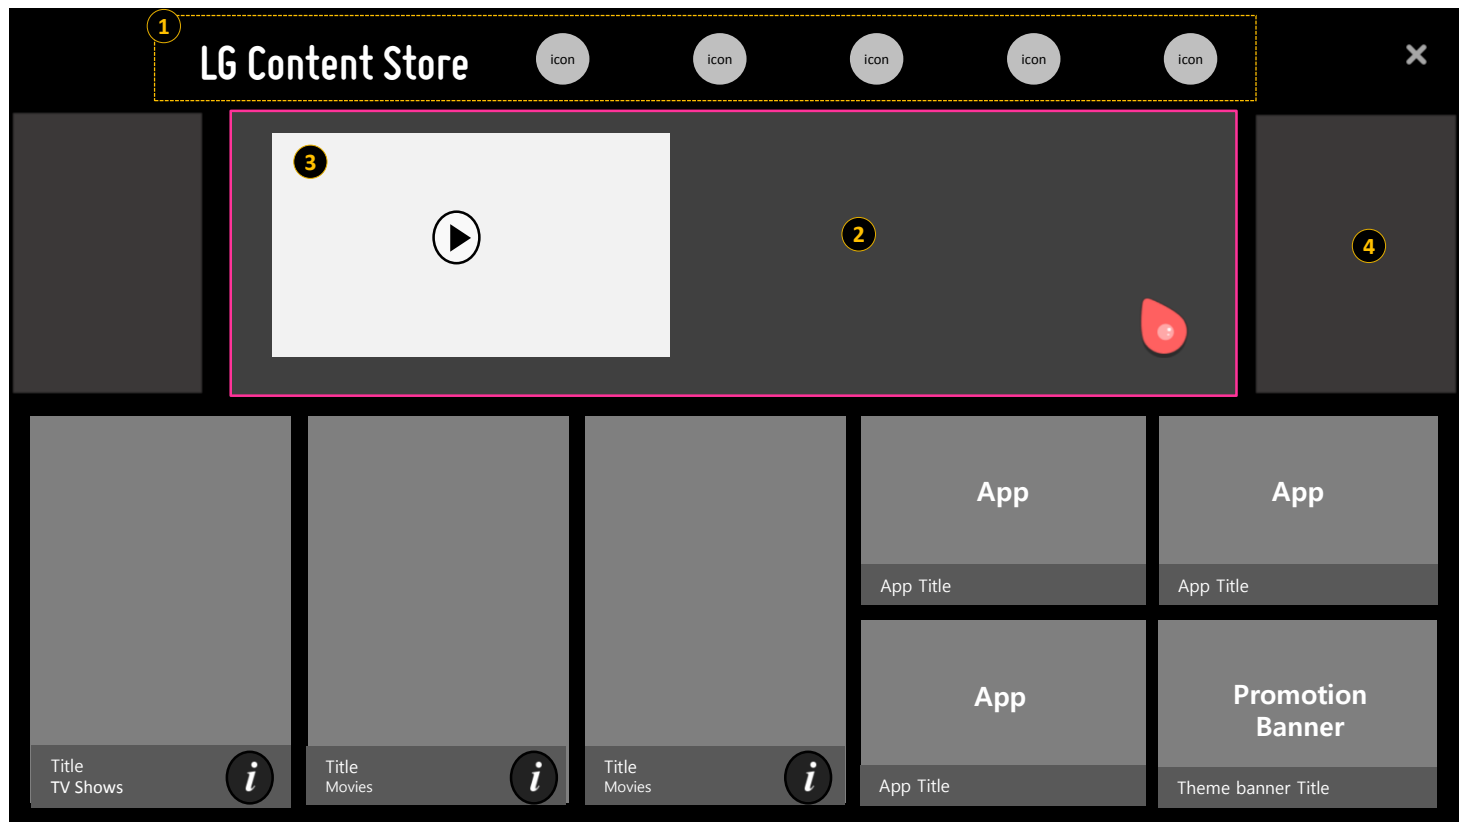 1
LG Content Store
icon
icon
icon
icon
icon
3
2
4
App
App
App Title
App Title
App
Promotion
Banner
Title
TV Shows
i
Title
Movies
i
Title
Movies
i
App Title
Theme banner Title